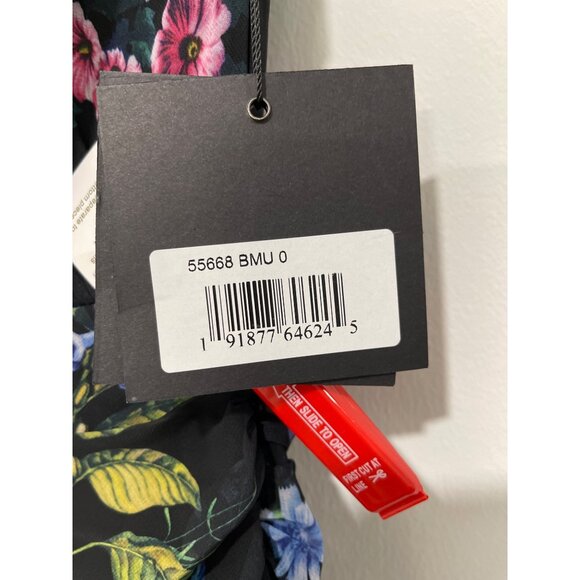 55668 BMU 0
1 91877 64624 5
THEN SLIDE TO OPEN
FIRST CUT AT
LINE